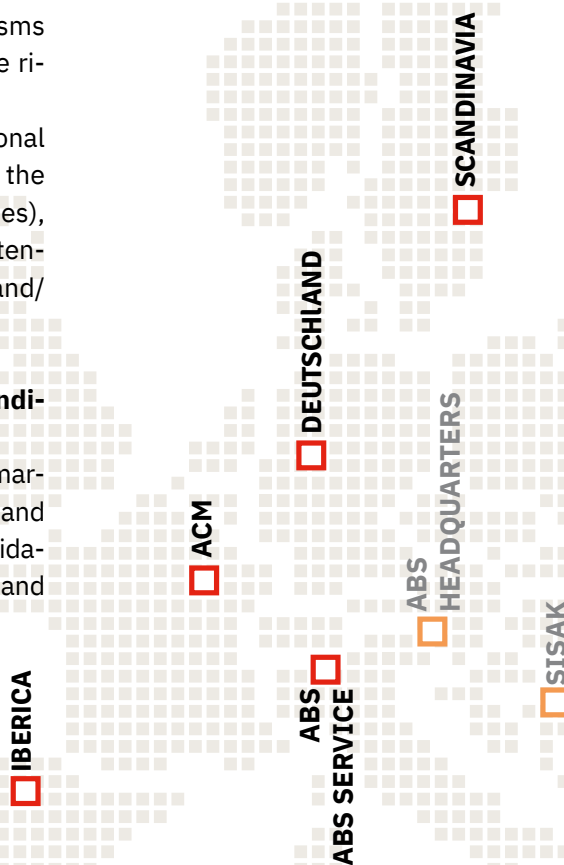 sms
e ri-
onal
the
es),
ten-
and/
ndi-
mar-
and
ida-
and
SCANDINAVIA
DEUTSCHlAND
ABS
HEADQUARTERS
ACM
SISAK
IBERICA
ABS
ABS SERVICE